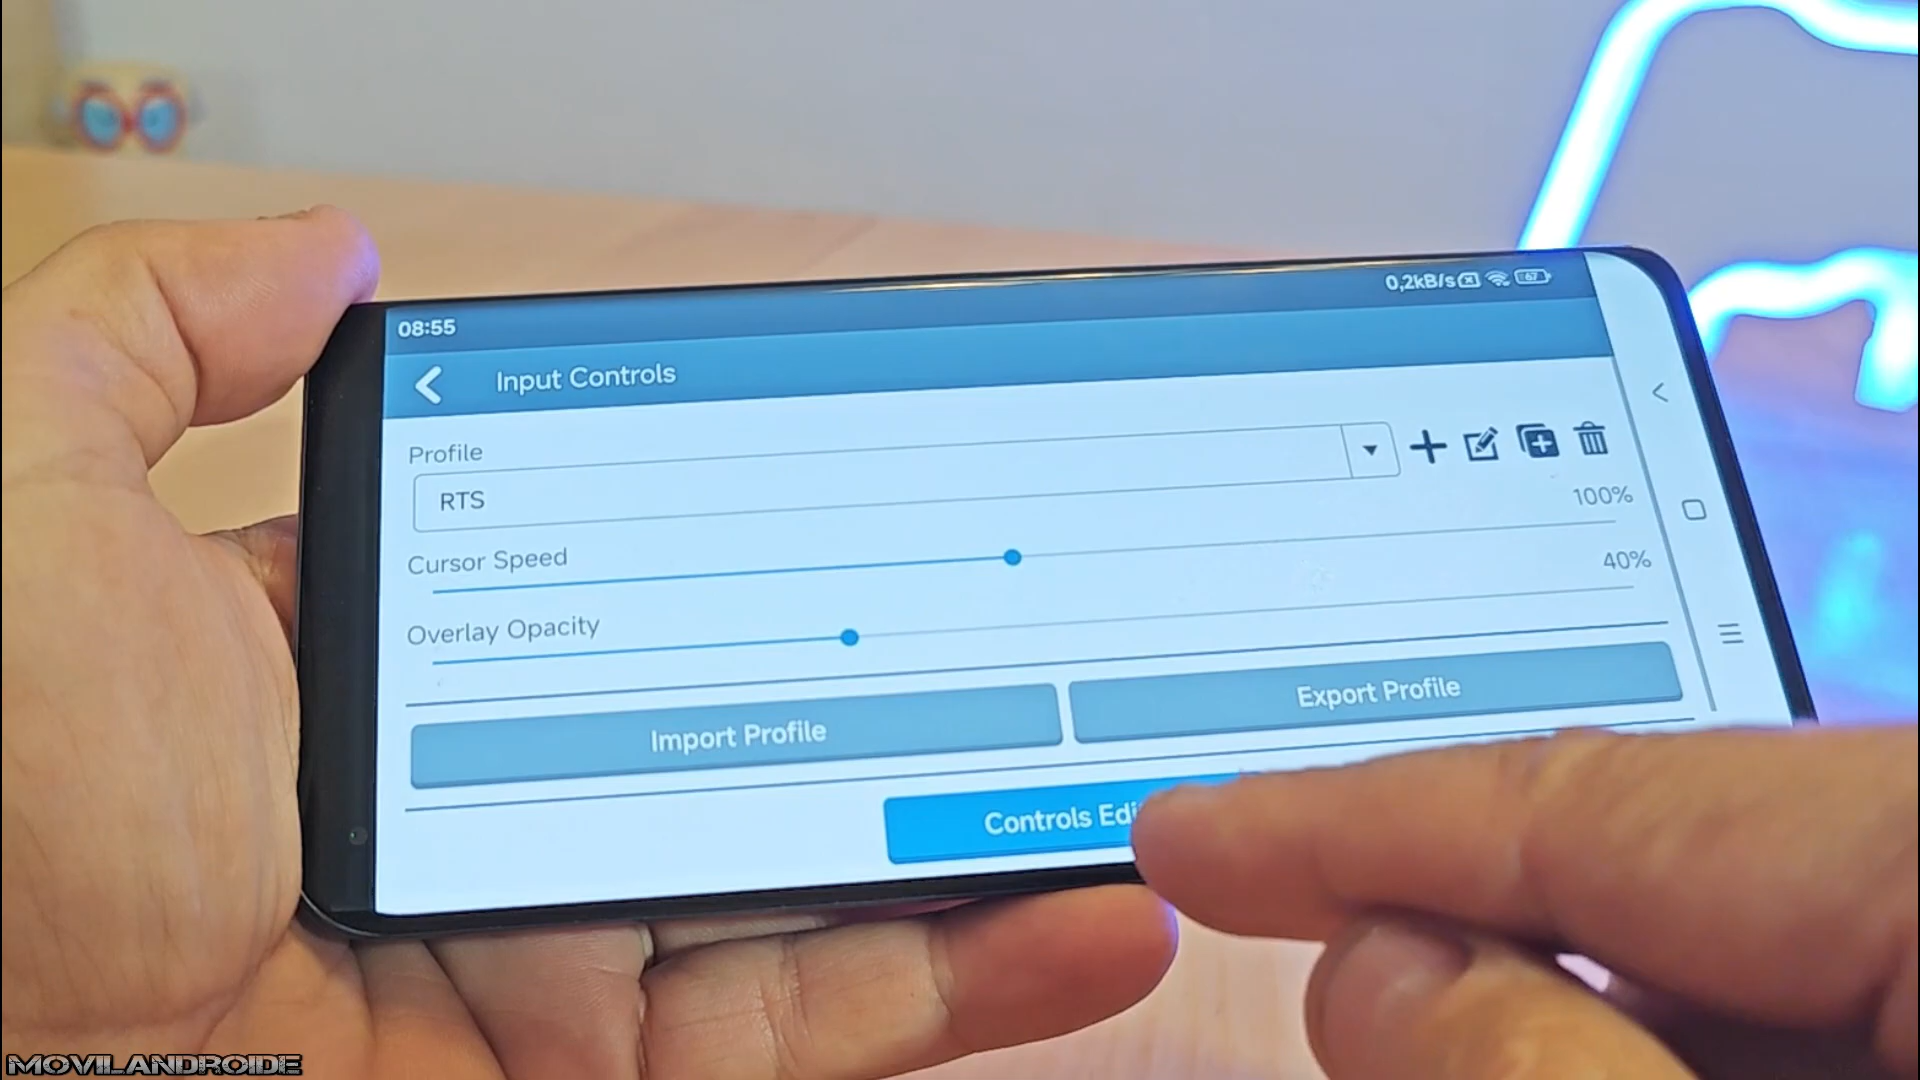 08:55
0,2kB/s
67
Input Controls
Profile
RTS
100%
Cursor Speed
40%
Overlay Opacity
Import Profile
Export Profile
Controls Edi
MOVILANDROIDE